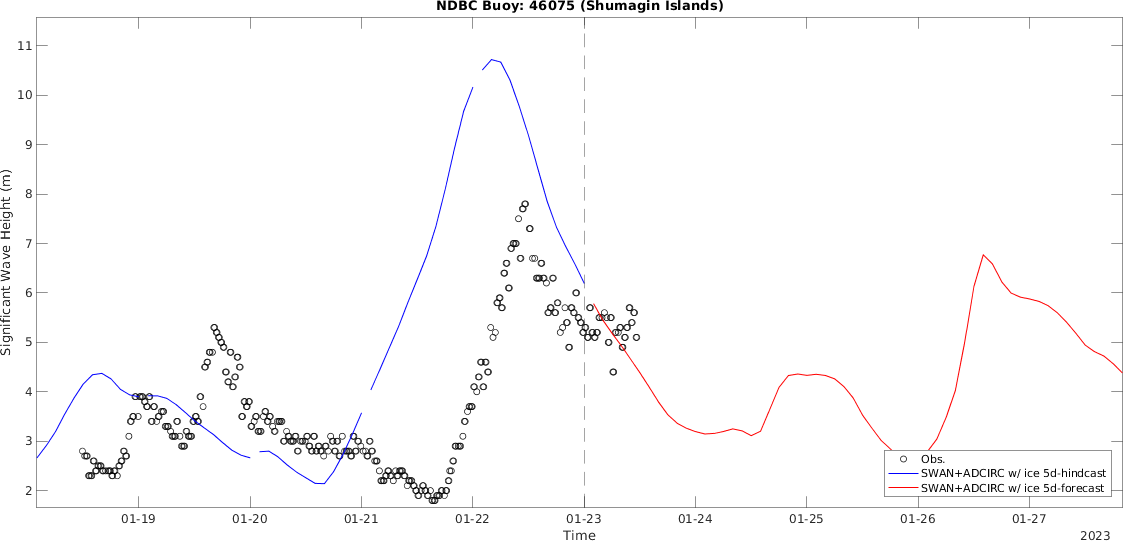 NDBC Buoy: 46075 (Shumagin Islands)
11
10
9
8
7
6
5
4
3
2
Significant Wave Height (m)
Obs.
SWAN+ADCIRC w/ ice 5d-hindcast
SWAN+ADCIRC w/ ice 5d-forecast
01-19 01-20 01-21 01-22 01-23 01-24 01-25 01-26 01-27
Time
2023